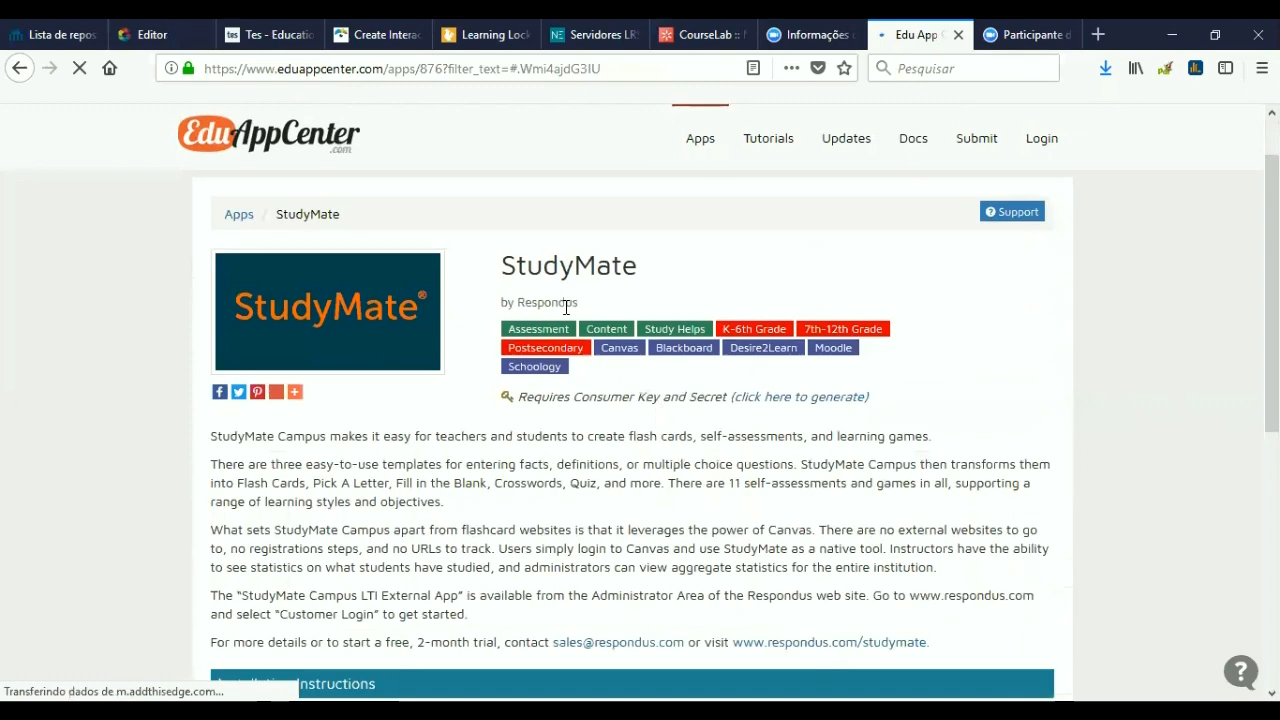 Lista de repos
Editor
tes Tes - Educatio
Create Interac
Learning Lock
NE Servidores LRS
CourseLab ::
Informações
Edu App C
Participante d
https://www.eduappcenter.com/apps/876?filter_text=#.Wmi4ajdG3IU
Pesquisar
EduAppCenter
.com
Apps
Tutorials
Updates
Docs
Submit
Login
Apps / StudyMate
Support
StudyMate®
StudyMate
by Respondus
Assessment Content Study Helps K-6th Grade 7th-12th Grade
Postsecondary Canvas Blackboard Desire2Learn Moodle
Schoology
Requires Consumer Key and Secret (click here to generate)
StudyMate Campus makes it easy for teachers and students to create flash cards, self-assessments, and learning games.
There are three easy-to-use templates for entering facts, definitions, or multiple choice questions. StudyMate Campus then transforms them
into Flash Cards, Pick A Letter, Fill in the Blank, Crosswords, Quiz, and more. There are 11 self-assessments and games in all, supporting a
range of learning styles and objectives.
What sets StudyMate Campus apart from flashcard websites is that it leverages the power of Canvas. There are no external websites to go
to, no registrations steps, and no URLs to track. Users simply login to Canvas and use StudyMate as a native tool. Instructors have the ability
to see statistics on what students have studied, and administrators can view aggregate statistics for the entire institution.
The “StudyMate Campus LTI External App” is available from the Administrator Area of the Respondus web site. Go to www.respondus.com
and select “Customer Login” to get started.
For more details or to start a free, 2-month trial, contact sales@respondus.com or visit www.respondus.com/studymate.
Instructions
Transferindo dados de m.addthisedge.com...